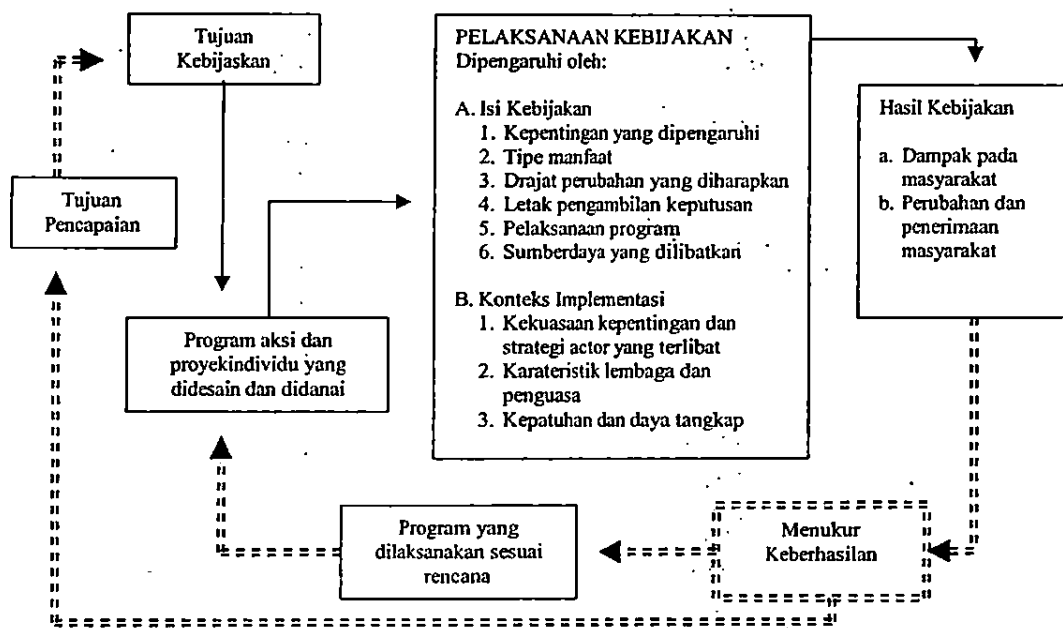 Tujuan
Kebijaskan
Tujuan
Pencapaian
Program aksi dan
proyekindividu yang
didesain dan didanai
PELAKSANAAN KEBIJAKAN
Dipengaruhi oleh:
A. Isi Kebijakan
1. Kepentingan yang dipengaruhi
2. Tipe manfaat
3. Drajat perubahan yang diharapkan
4. Letak pengambilan keputusan
5. Pelaksanaan program
6. Sumberdaya yang dilibatkan
B. Konteks Implementasi
1. Kekuasaan kepentingan dan
strategi actor yang terlibat
2. Karateristik lembaga dan
penguasa
3. Kepatuhan dan daya tangkap
Hasil Kebijakan
a. Dampak pada
masyarakat
b. Perubahan dan
penerimaan
masyarakat
Menukur
Keberhasilan
Program yang
dilaksanakan sesuai
rencana